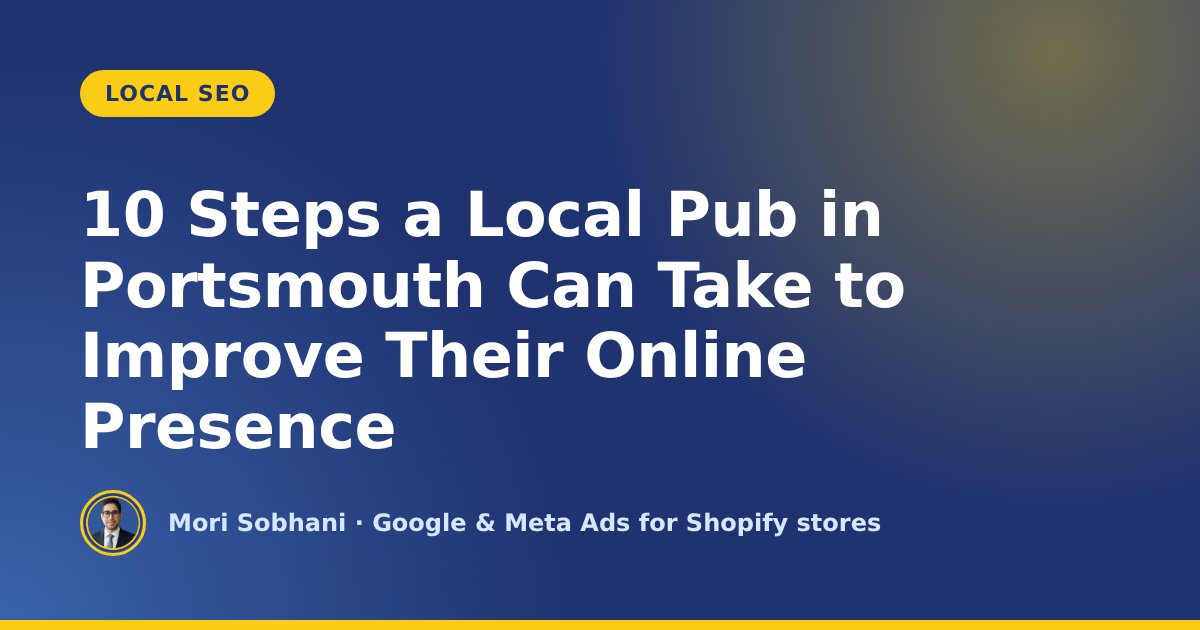 LOCAL SEO
10 Steps a Local Pub in
Portsmouth Can Take to
Improve Their Online
Presence
Mori Sobhani · Google & Meta Ads for Shopify stores